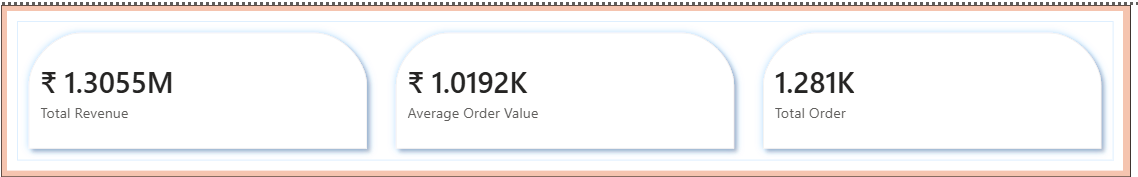 ₹ 1.3055M
Total Revenue
₹ 1.0192K
Average Order Value
1.281K
Total Order